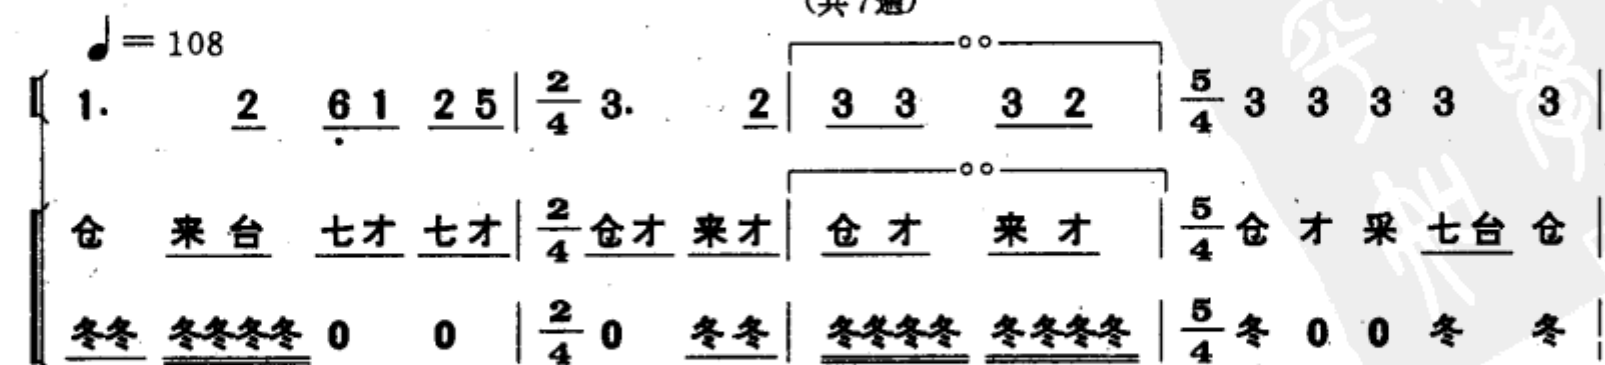 (共7遍)
♩= 108
1. 2 6 1 2 5 | 2/4 3. 2 | 3 3 3 2 | 5/4 3 3 3 3 3 |
仓 来台 七才 七才 | 2/4 仓才 来才 | 仓才 来才 | 5/4 仓 才 采 七台 仓 |
冬冬 冬冬冬冬 0 0 | 2/4 0 冬冬 | 冬冬冬冬 冬冬冬冬 | 5/4 冬 0 0 冬 冬 |